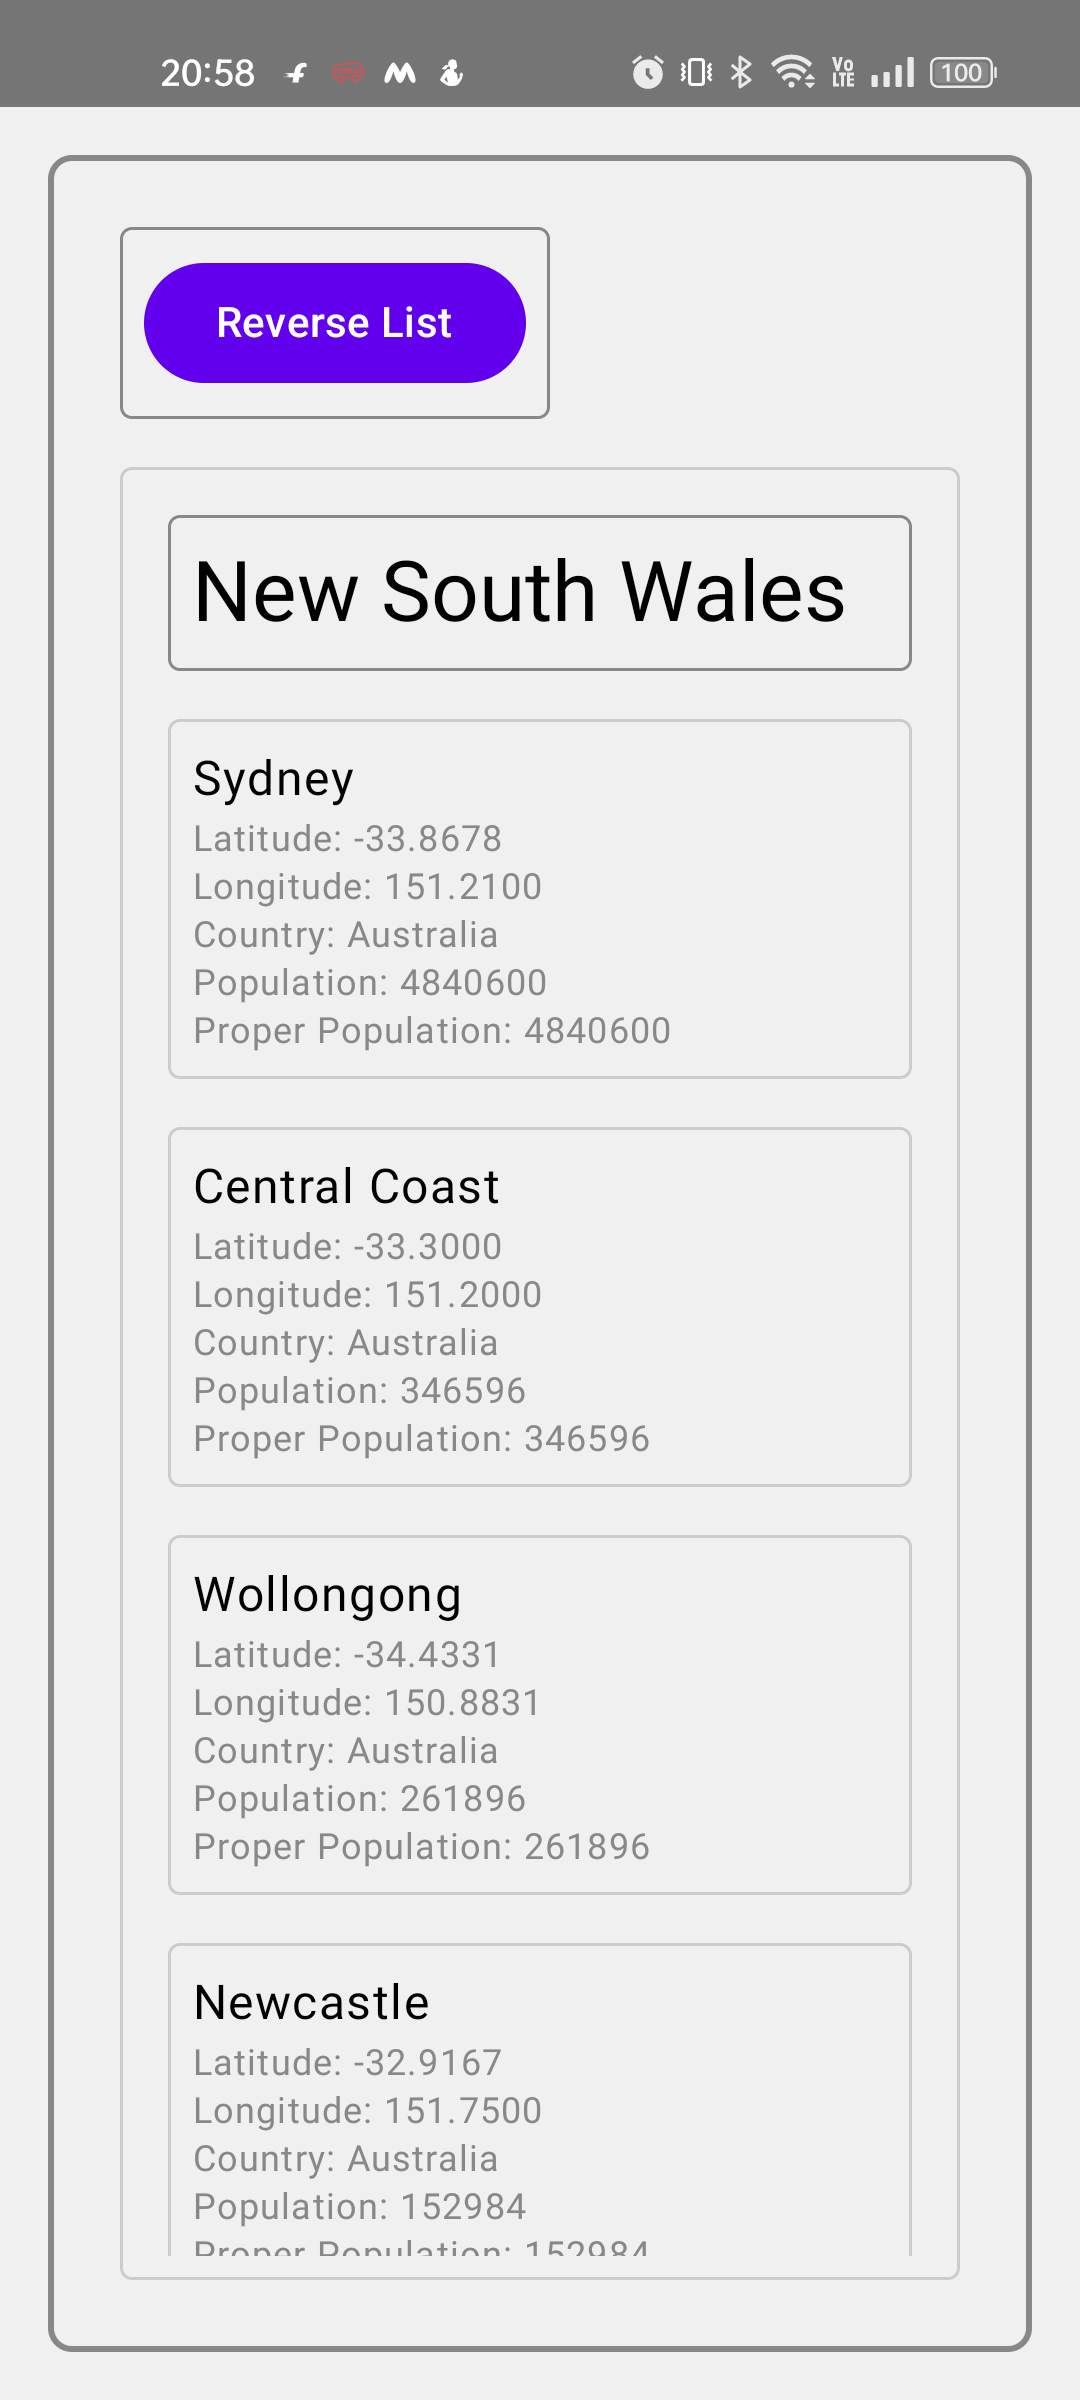 20:58
Vo
LTE
100
Reverse List
New South Wales
Sydney
Latitude: -33.8678
Longitude: 151.2100
Country: Australia
Population: 4840600
Proper Population: 4840600
Central Coast
Latitude: -33.3000
Longitude: 151.2000
Country: Australia
Population: 346596
Proper Population: 346596
Wollongong
Latitude: -34.4331
Longitude: 150.8831
Country: Australia
Population: 261896
Proper Population: 261896
Newcastle
Latitude: -32.9167
Longitude: 151.7500
Country: Australia
Population: 152984
Proper Population: 152984